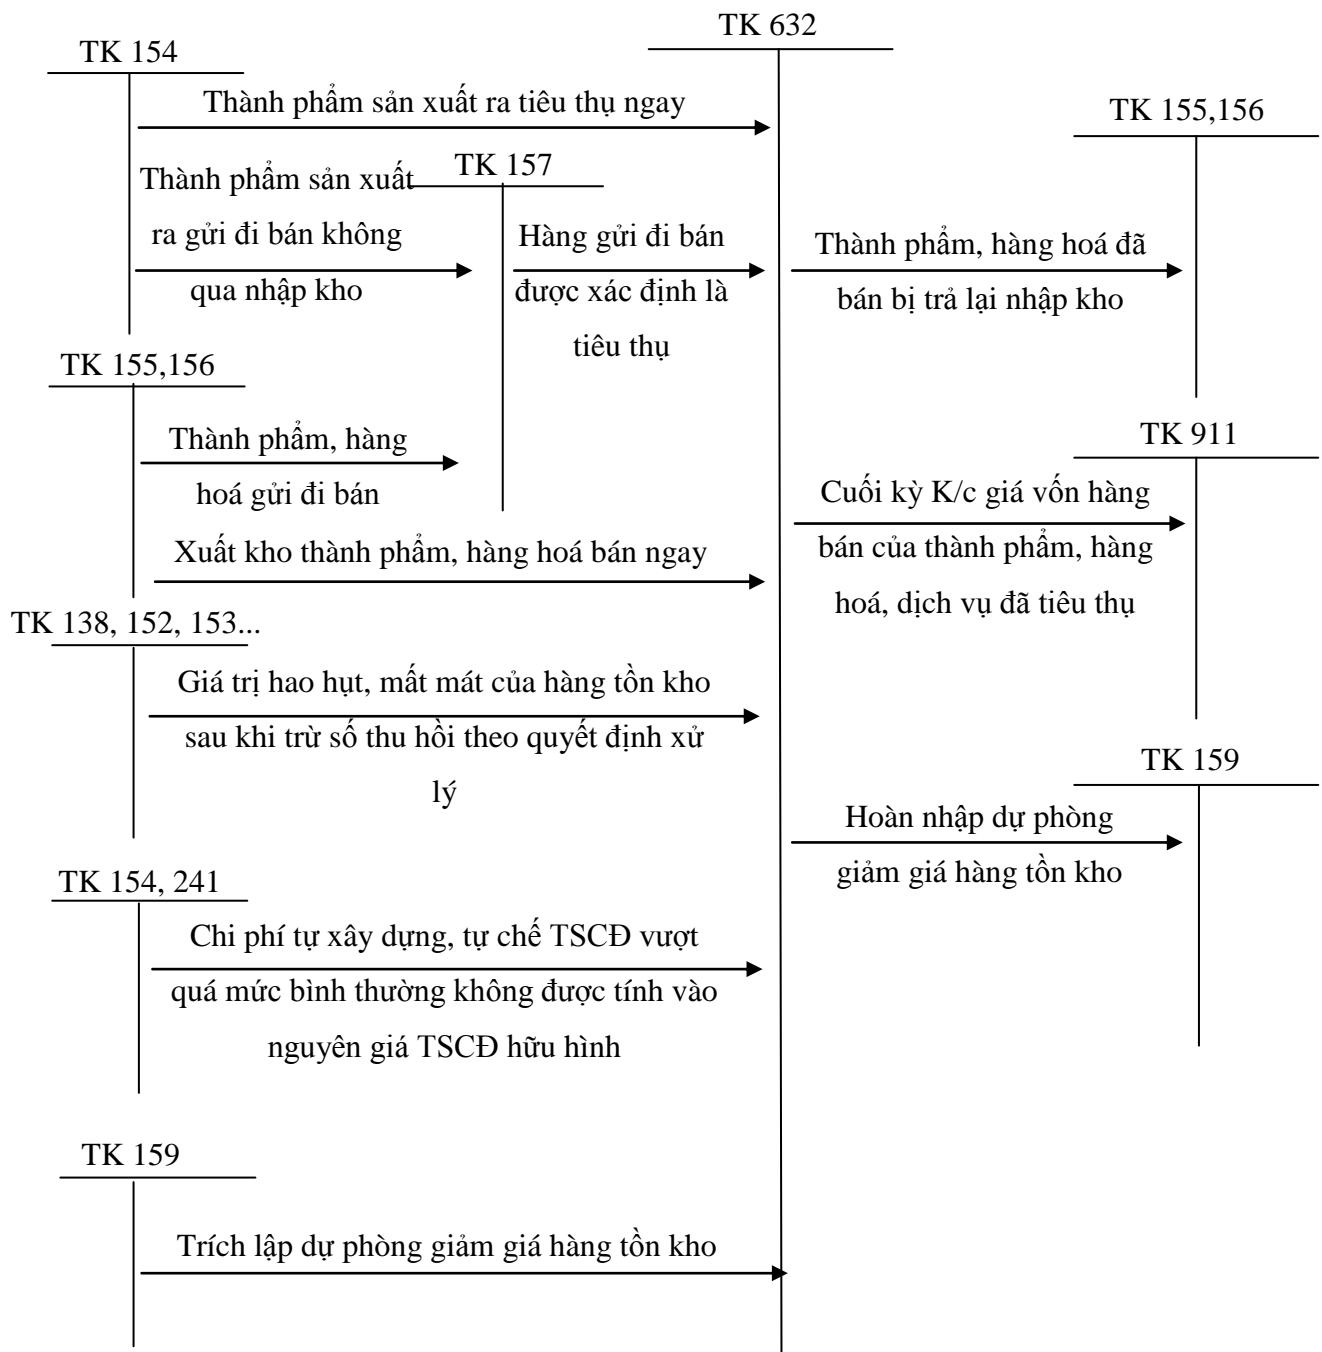 TK 632
TK 154
Thành phẩm sản xuất ra tiêu thụ ngay
TK 155,156
Thành phẩm sản xuất
ra gửi đi bán không
qua nhập kho
TK 157
Hàng gửi đi bán
được xác định là
tiêu thụ
Thành phẩm, hàng hoá đã
bán bị trả lại nhập kho
TK 155,156
Thành phẩm, hàng
hoá gửi đi bán
Xuất kho thành phẩm, hàng hoá bán ngay
TK 911
Cuối kỳ K/c giá vốn hàng
bán của thành phẩm, hàng
hoá, dịch vụ đã tiêu thụ
TK 138, 152, 153...
Giá trị hao hụt, mất mát của hàng tồn kho
sau khi trừ số thu hồi theo quyết định xử
lý
TK 159
Hoàn nhập dự phòng
giảm giá hàng tồn kho
TK 154, 241
Chi phí tự xây dựng, tự chế TSCĐ vượt
quá mức bình thường không được tính vào
nguyên giá TSCĐ hữu hình
TK 159
Trích lập dự phòng giảm giá hàng tồn kho